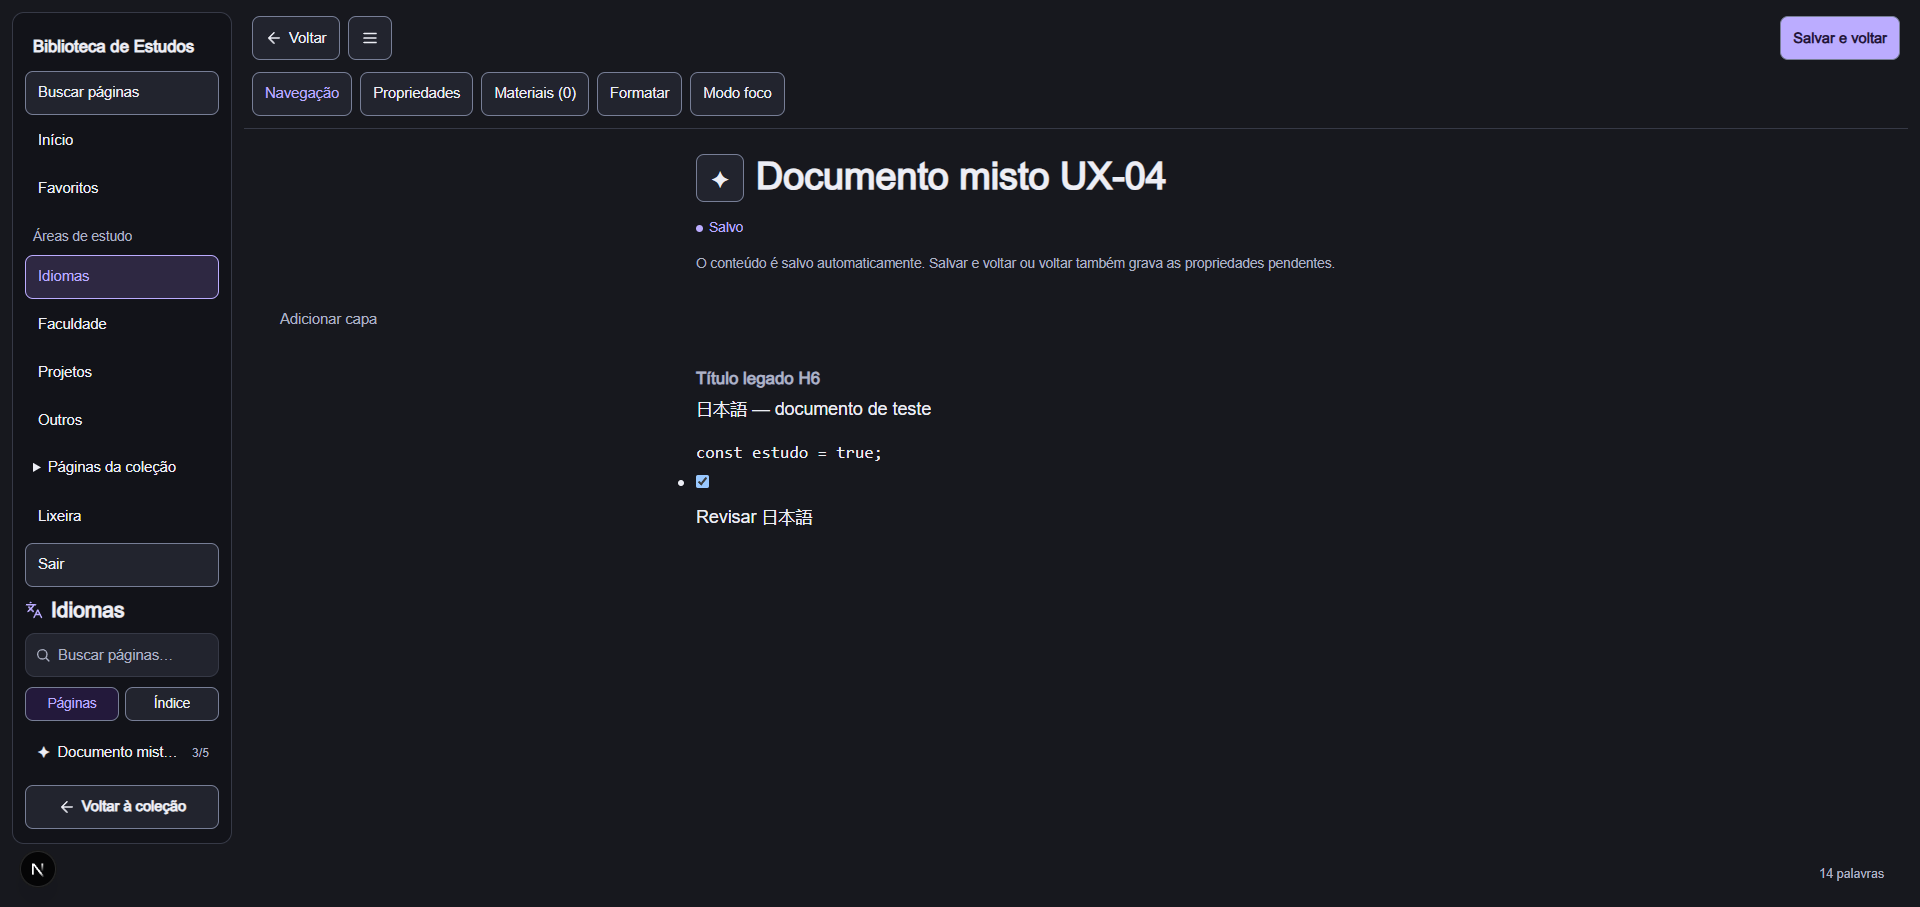 Biblioteca de Estudos
Buscar páginas
Início
Favoritos
Áreas de estudo
Idiomas
Faculdade
Projetos
Outros
Páginas da coleção
Lixeira
Sair
Idiomas
Buscar páginas...
Páginas Índice
Documento mist... 3/5
Voltar à coleção
N
Voltar
Salvar e voltar
Navegação Propriedades Materiais (0) Formatar Modo foco
Documento misto UX-04
Salvo
O conteúdo é salvo automaticamente. Salvar e voltar ou voltar também grava as propriedades pendentes.
Adicionar capa
Título legado H6
日本語 — documento de teste
const estudo = true;
Revisar 日本語
14 palavras